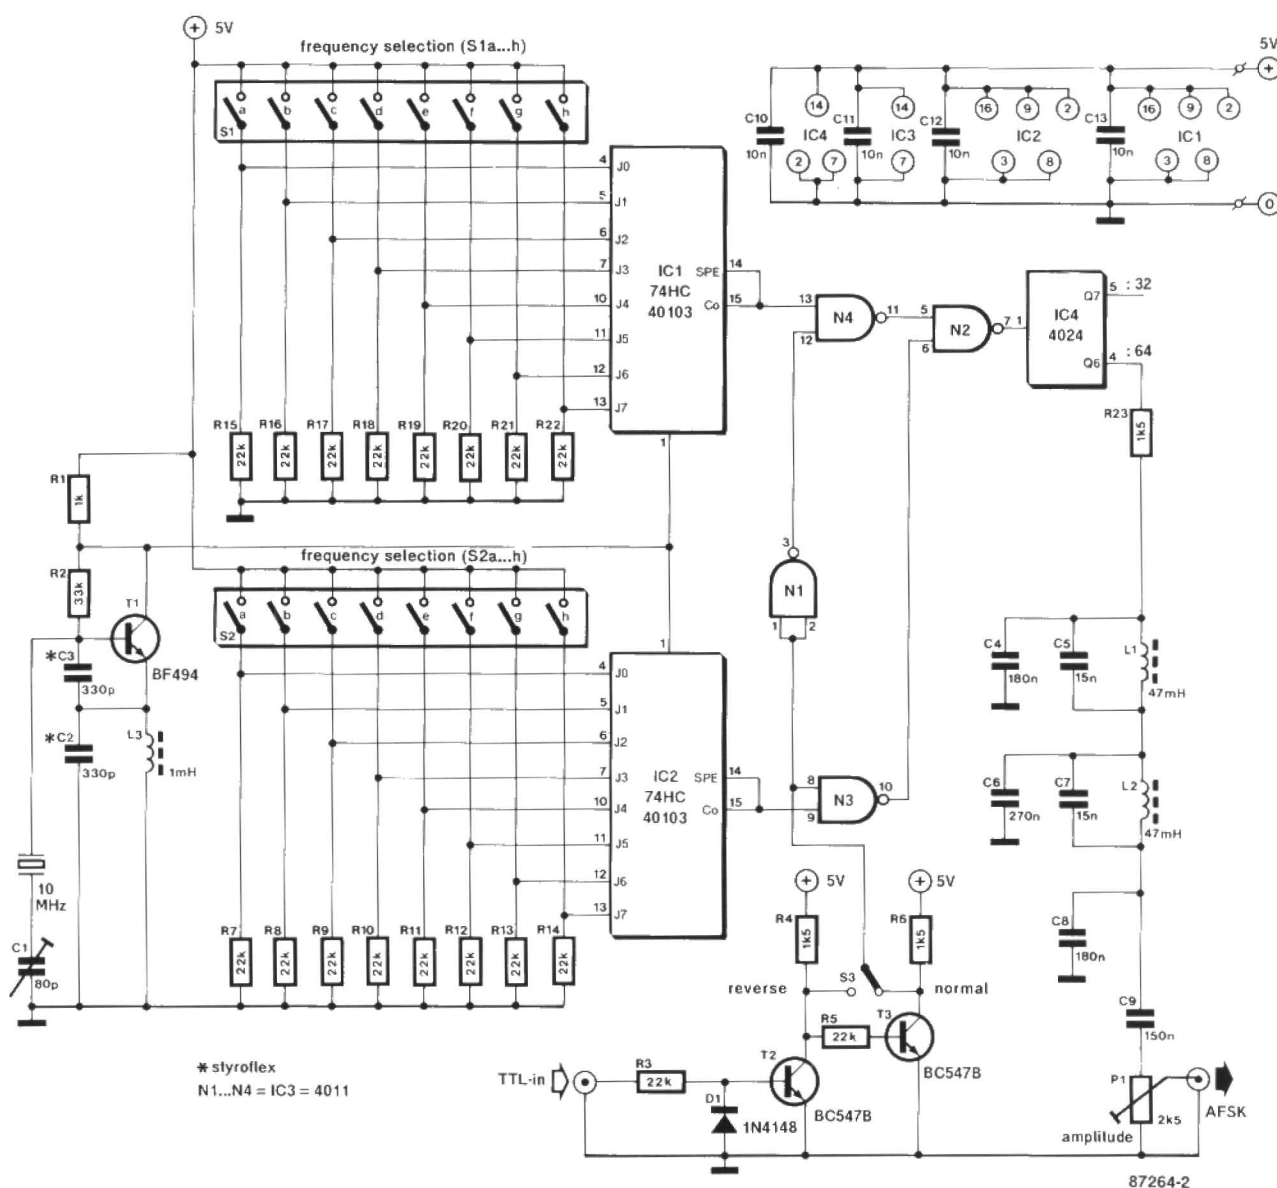 5V
frequency selection (S1a...h)
a b c d e f g h
S1
4 J0
5 J1
6 J2
7 J3
10 J4
11 J5
12 J6
13 J7
IC1
74HC
40103
SPE 14
Co 15
1
R15 22k
R16 22k
R17 22k
R18 22k
R19 22k
R20 22k
R21 22k
R22 22k
5V
+
0
C10 10n
14
IC4
2 7
C11 10n
14
IC3
7
C12 10n
16 9 2
IC2
3 8
C13 10n
16 9 2
IC1
3 8
13
12
N4
11
5
6
N2
7
1
IC4
4024
Q7 5 : 32
Q6 4 : 64
R23 1k5
R1 1k
R2 33k
T1
BF494
*C3 330p
*C2 330p
L3 1mH
10 MHz
C1 80p
frequency selection (S2a...h)
a b c d e f g h
S2
4 J0
5 J1
6 J2
7 J3
10 J4
11 J5
12 J6
13 J7
1
IC2
74HC
40103
SPE 14
Co 15
R7 22k
R8 22k
R9 22k
R10 22k
R11 22k
R12 22k
R13 22k
R14 22k
3
N1
1 2
8
9
N3
10
C4 180n
C5 15n
L1 47mH
C6 270n
C7 15n
L2 47mH
C8 180n
C9 150n
5V
5V
R4 1k5
R6 1k5
reverse
S3
normal
R5 22k
T3
BC547B
T2
BC547B
TTL-in
R3 22k
D1
1N4148
P1 2k5
amplitude
AFSK
* styroflex
N1...N4 = IC3 = 4011
87264-2